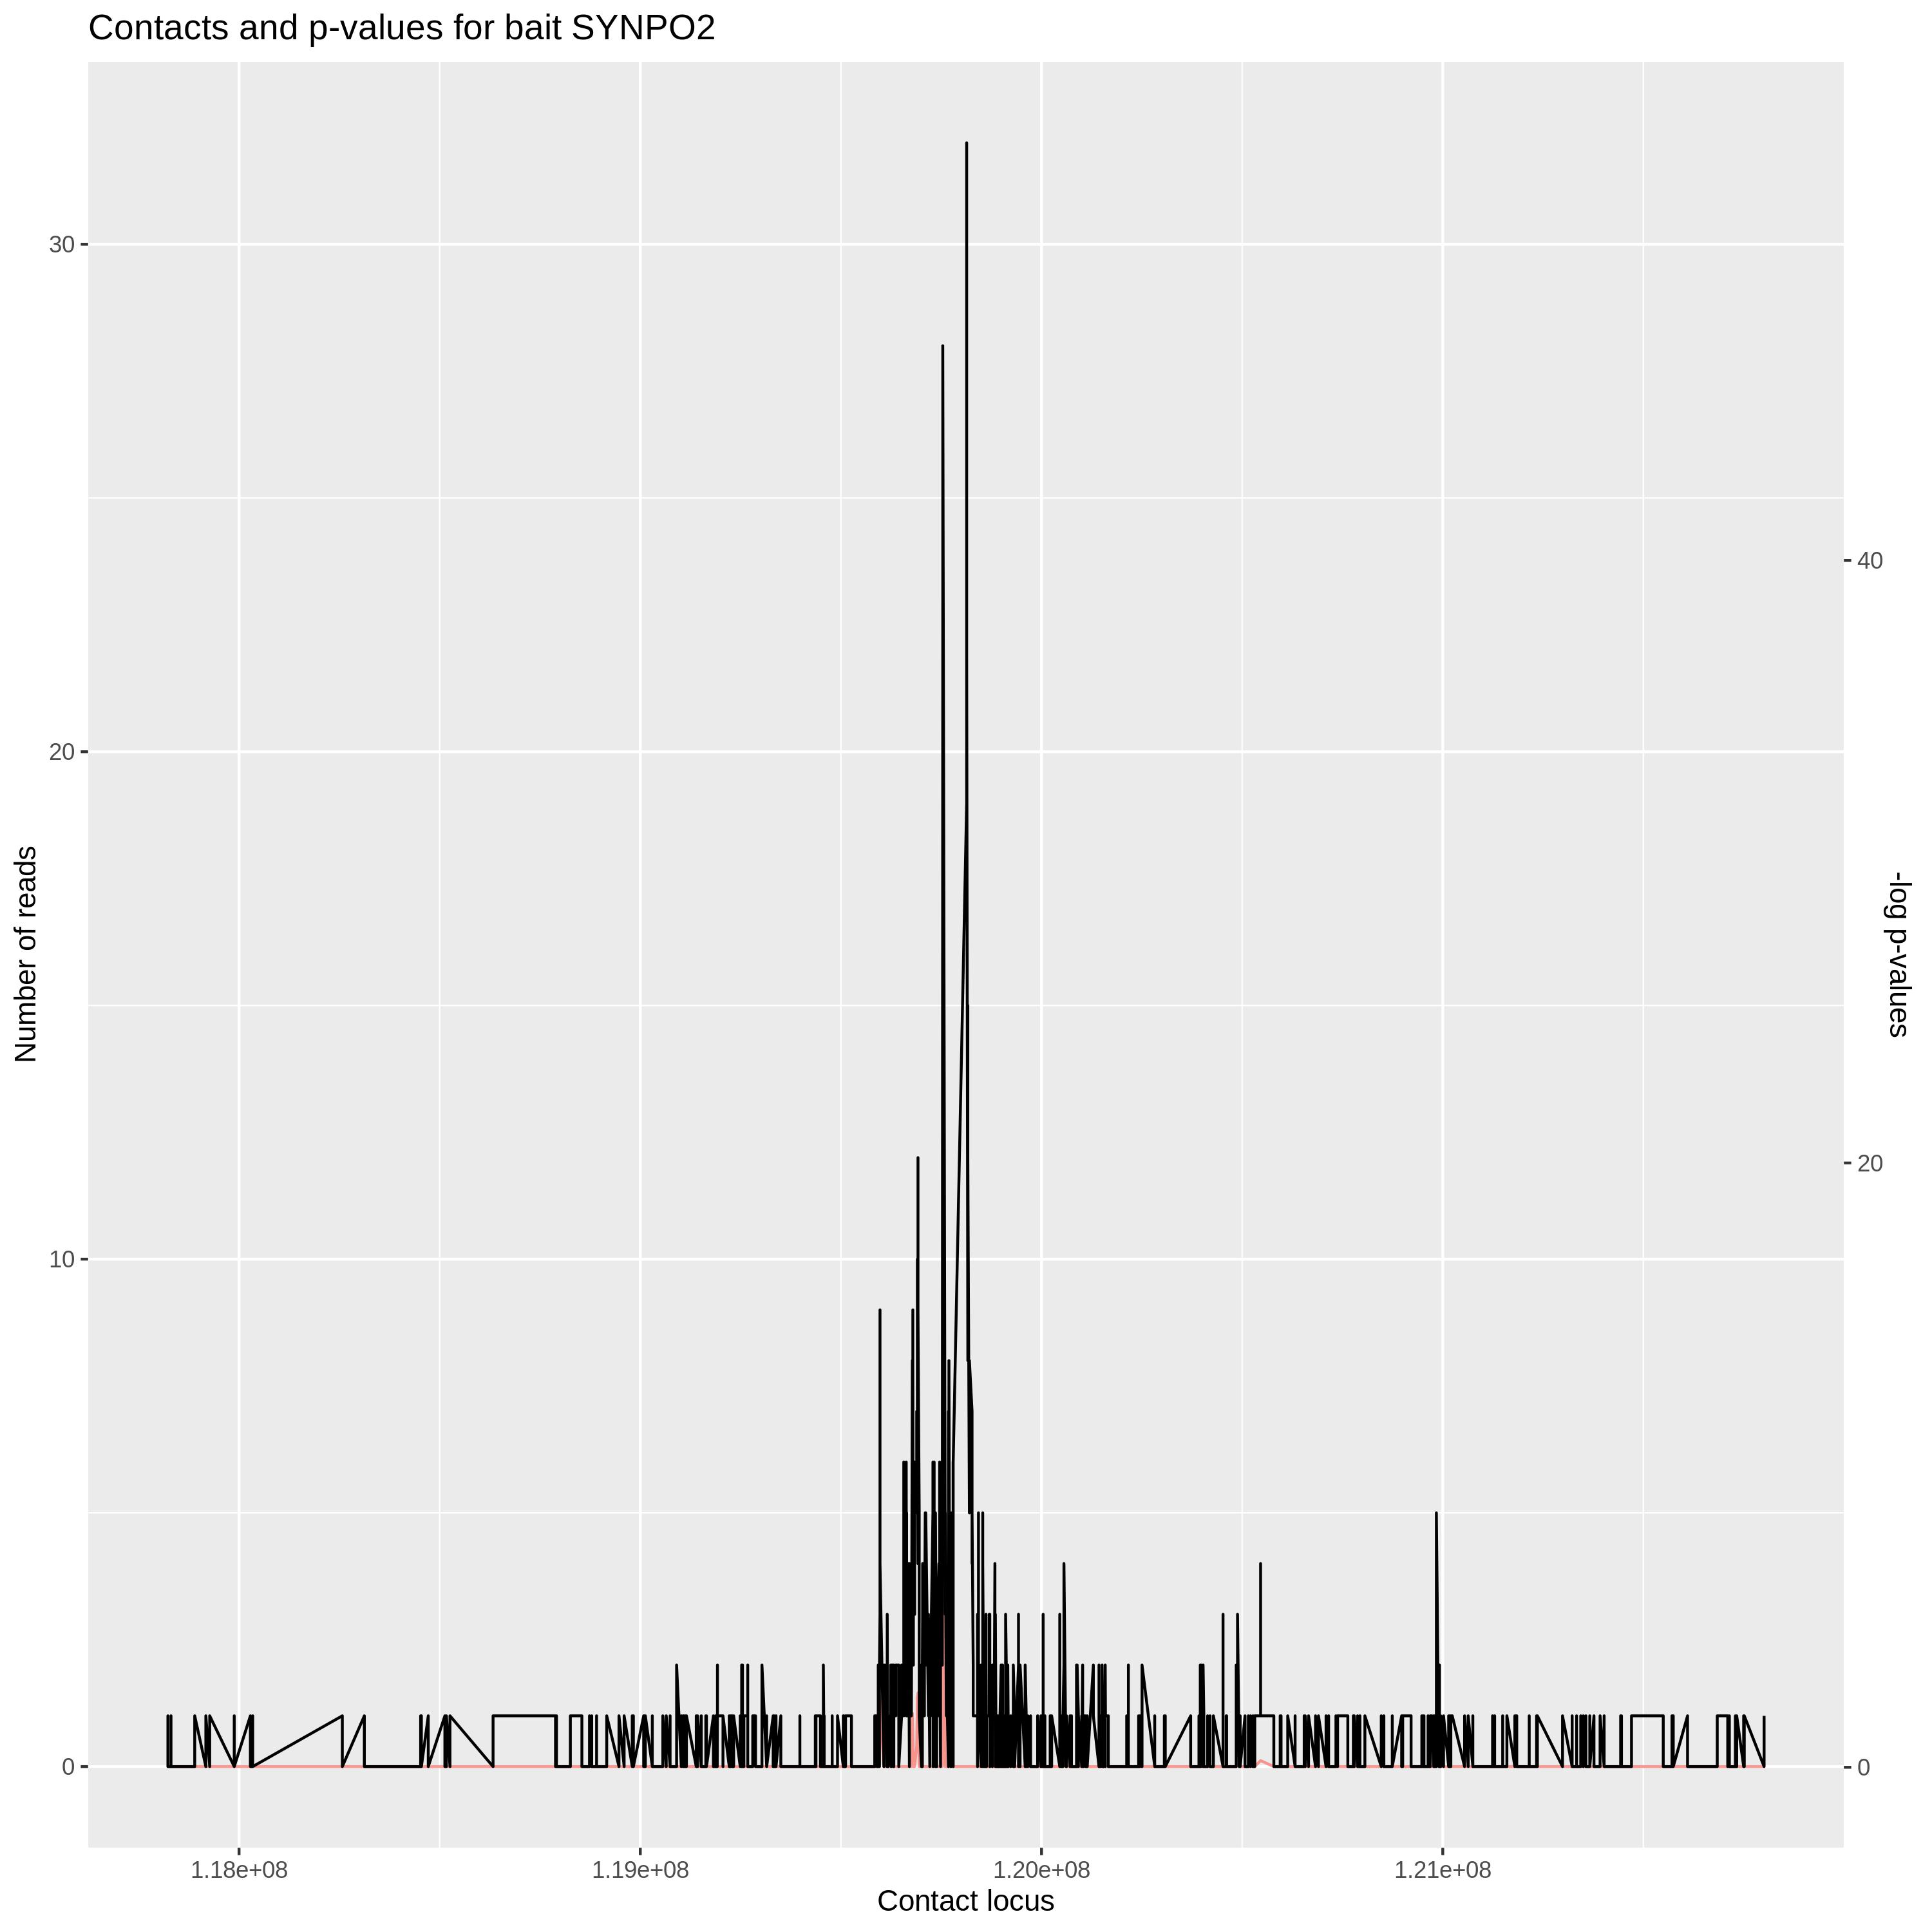 Contacts and p-values for bait SYNPO2
30
20
10
0
Number of reads
40
20
0
-log p-values
1.18e+08
1.19e+08
1.20e+08
1.21e+08
Contact locus